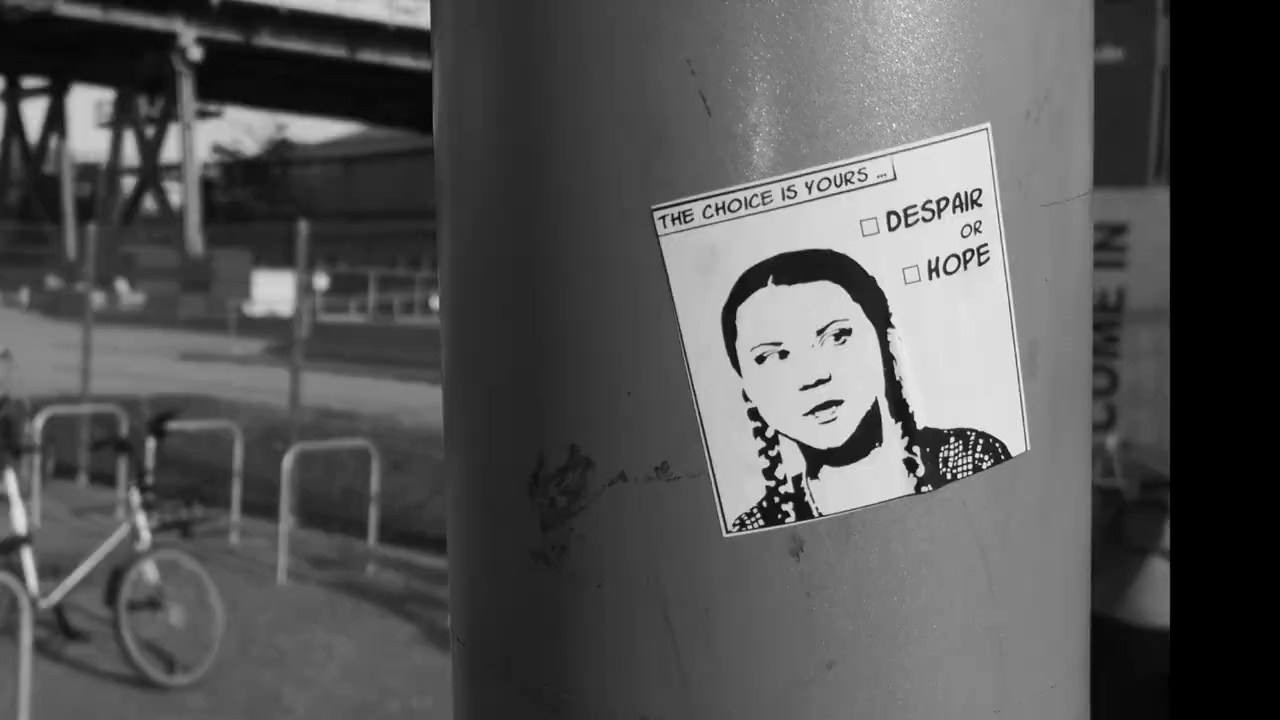 THE CHOICE IS YOURS ...
DESPAIR
OR
HOPE
COME IN